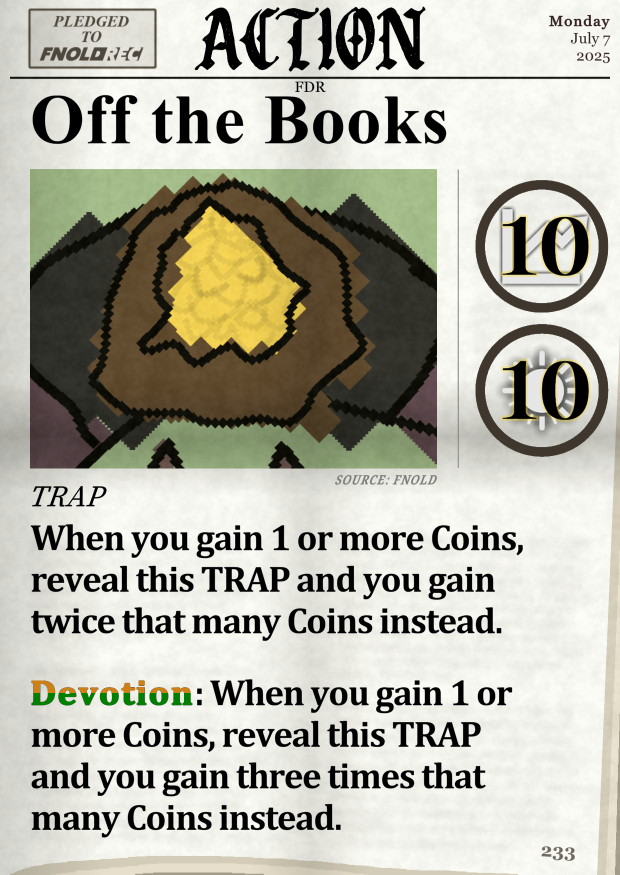 PLEDGED
TO
FNOLD REC
ACTION
Monday
July 7
2025
FDR
Off the Books
10
10
SOURCE: FNOLD
TRAP
When you gain 1 or more Coins,
reveal this TRAP and you gain
twice that many Coins instead.
Devotion: When you gain 1 or
more Coins, reveal this TRAP
and you gain three times that
many Coins instead.
233